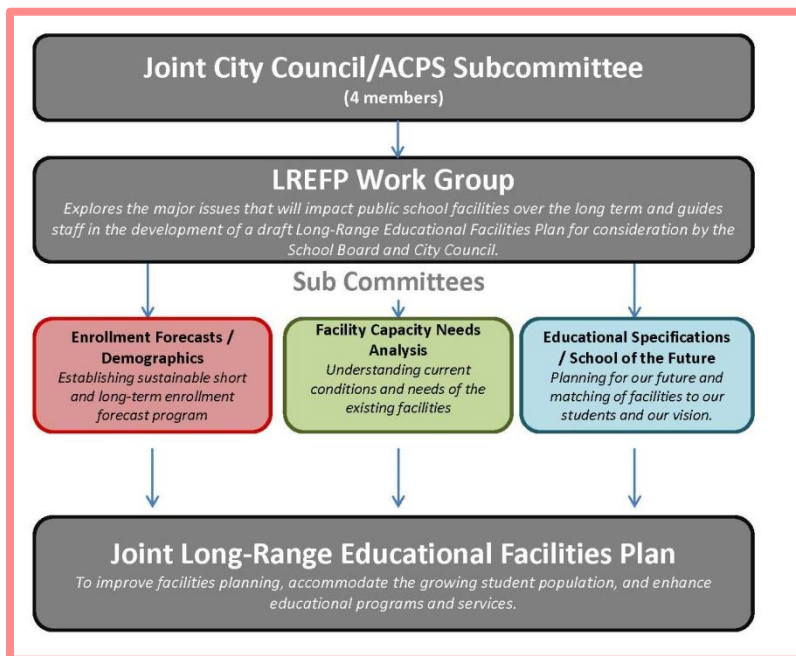 Joint City Council/ACPS Subcommittee
(4 members)
LREFP Work Group
Explores the major issues that will impact public school facilities over the long term and guides
staff in the development of a draft Long-Range Educational Facilities Plan for consideration by the
School Board and City Council.
Sub Committees
Enrollment Forecasts /
Demographics
Establishing sustainable short
and long-term enrollment
forecast program
Facility Capacity Needs
Analysis
Understanding current
conditions and needs of the
existing facilities
Educational Specifications
/ School of the Future
Planning for our future and
matching of facilities to our
students and our vision.
Joint Long-Range Educational Facilities Plan
To improve facilities planning, accommodate the growing student population, and enhance
educational programs and services.